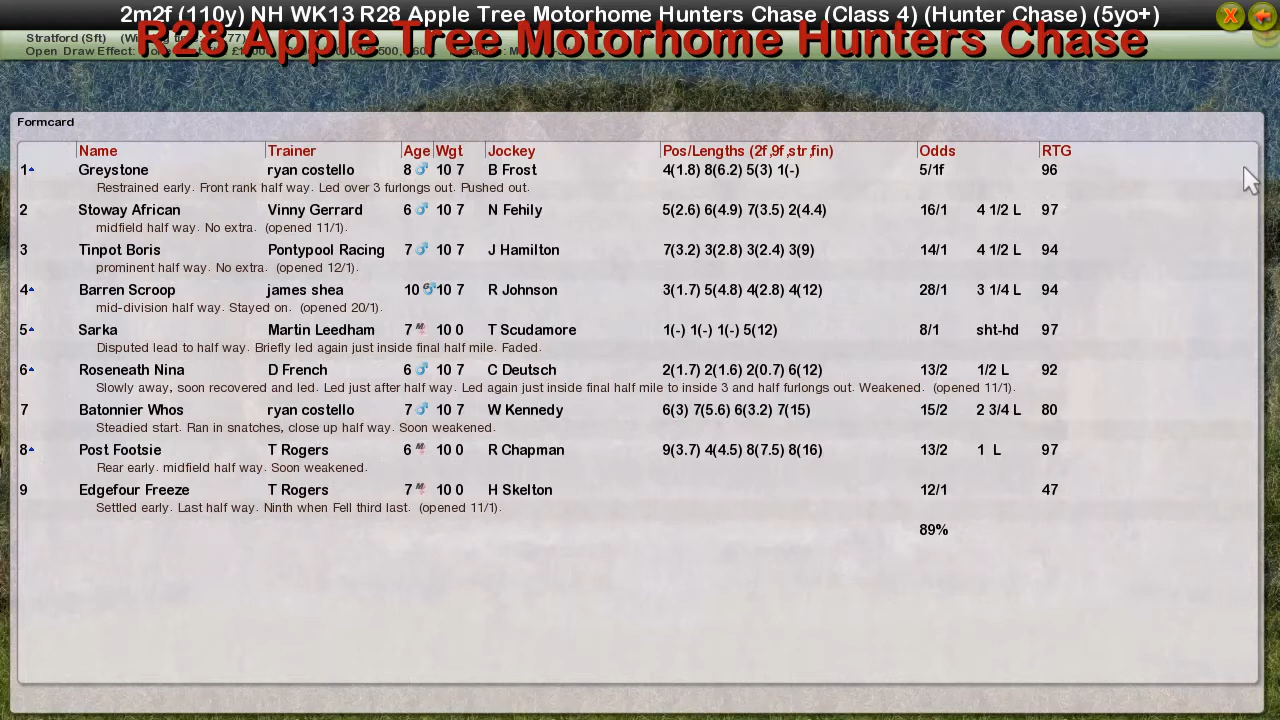 2m2f (110y) NH WK13 R28 Apple Tree Motorhome Hunters Chase (Class 4) (Hunter Chase) (5yo+)
R28 Apple Tree Motorhome Hunters Chase
Stratford (Sft)
Open Draw Effect:
Formcard
Name Trainer Age Wgt Jockey Pos/Lengths (2f,9f,str,fin) Odds RTG
1 Greystone ryan costello 8 10 7 B Frost 4(1.8) 8(6.2) 5(3) 1(-) 5/1f 96
Restrained early. Front rank half way. Led over 3 furlongs out. Pushed out.
2 Stoway African Vinny Gerrard 6 10 7 N Fehily 5(2.6) 6(4.9) 7(3.5) 2(4.4) 16/1 4 1/2 L 97
midfield half way. No extra. (opened 11/1).
3 Tinpot Boris Pontypool Racing 7 10 7 J Hamilton 7(3.2) 3(2.8) 3(2.4) 3(9) 14/1 4 1/2 L 94
prominent half way. No extra. (opened 12/1).
4 Barren Scroop james shea 10 10 7 R Johnson 3(1.7) 5(4.8) 4(2.8) 4(12) 28/1 3 1/4 L 94
mid-division half way. Stayed on. (opened 20/1).
5 Sarka Martin Leedham 7 10 0 T Scudamore 1(-) 1(-) 1(-) 5(12) 8/1 sht-hd 97
Disputed lead to half way. Briefly led again just inside final half mile. Faded.
6 Roseneath Nina D French 6 10 7 C Deutsch 2(1.7) 2(1.6) 2(0.7) 6(12) 13/2 1/2 L 92
Slowly away, soon recovered and led. Led just after half way. Led again just inside final half mile to inside 3 and half furlongs out. Weakened. (opened 11/1).
7 Batonnier Whos ryan costello 7 10 7 W Kennedy 6(3) 7(5.6) 6(3.2) 7(15) 15/2 2 3/4 L 80
Steadied start. Ran in snatches, close up half way. Soon weakened.
8 Post Footsie T Rogers 6 10 0 R Chapman 9(3.7) 4(4.5) 8(7.5) 8(16) 13/2 1 L 97
Rear early. midfield half way. Soon weakened.
9 Edgefour Freeze T Rogers 7 10 0 H Skelton 12/1 47
Settled early. Last half way. Ninth when Fell third last. (opened 11/1).
89%